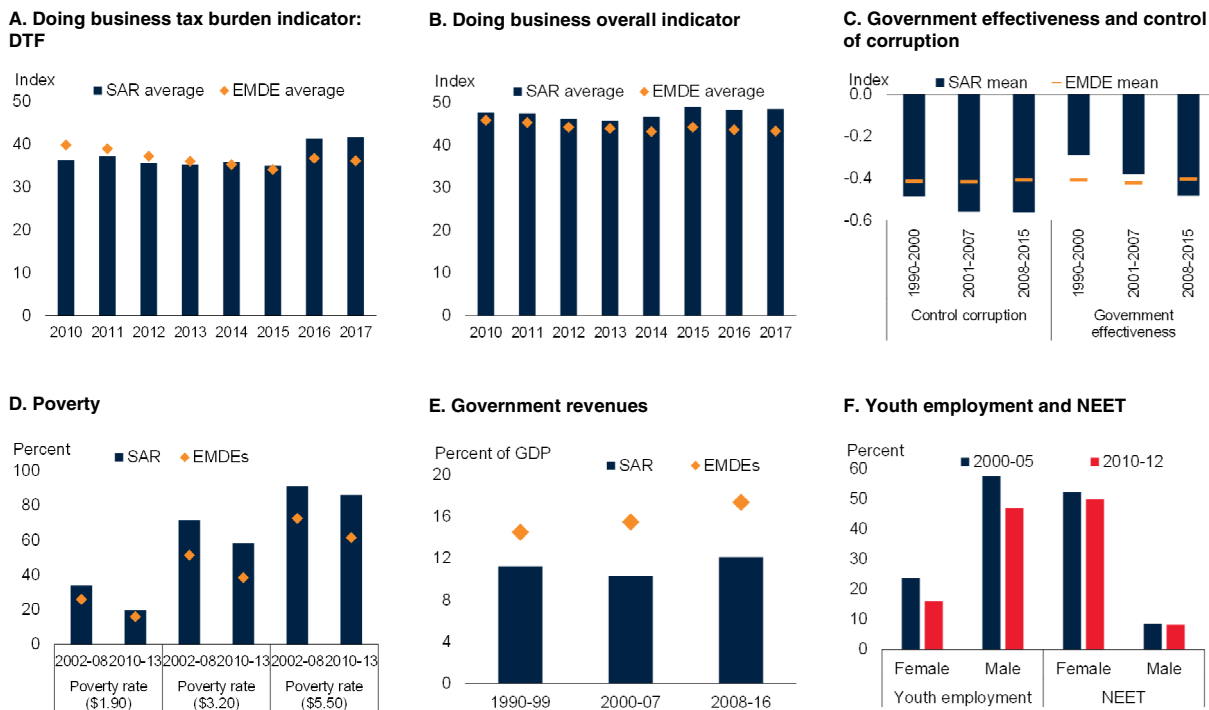 A. Doing business tax burden indicator:
DTF
Index
SAR average EMDE average
50
40
30
20
10
0
2010 2011 2012 2013 2014 2015 2016 2017
B. Doing business overall indicator
Index
SAR average EMDE average
50
40
30
20
10
0
2010 2011 2012 2013 2014 2015 2016 2017
C. Government effectiveness and control
of corruption
Index
SAR mean EMDE mean
0.0
-0.2
-0.4
-0.6
1990-2000 2001-2007 2008-2015 1990-2000 2001-2007 2008-2015
Control corruption Government
effectiveness
D. Poverty
Percent
SAR EMDEs
100
80
60
40
20
0
2002-08 2010-13 2002-08 2010-13 2002-08 2010-13
Poverty rate Poverty rate Poverty rate
($1.90) ($3.20) ($5.50)
E. Government revenues
Percent of GDP
SAR EMDEs
20
16
12
8
4
0
1990-99 2000-07 2008-16
F. Youth employment and NEET
Percent
2000-05 2010-12
60
50
40
30
20
10
0
Female Male Female Male
Youth employment NEET